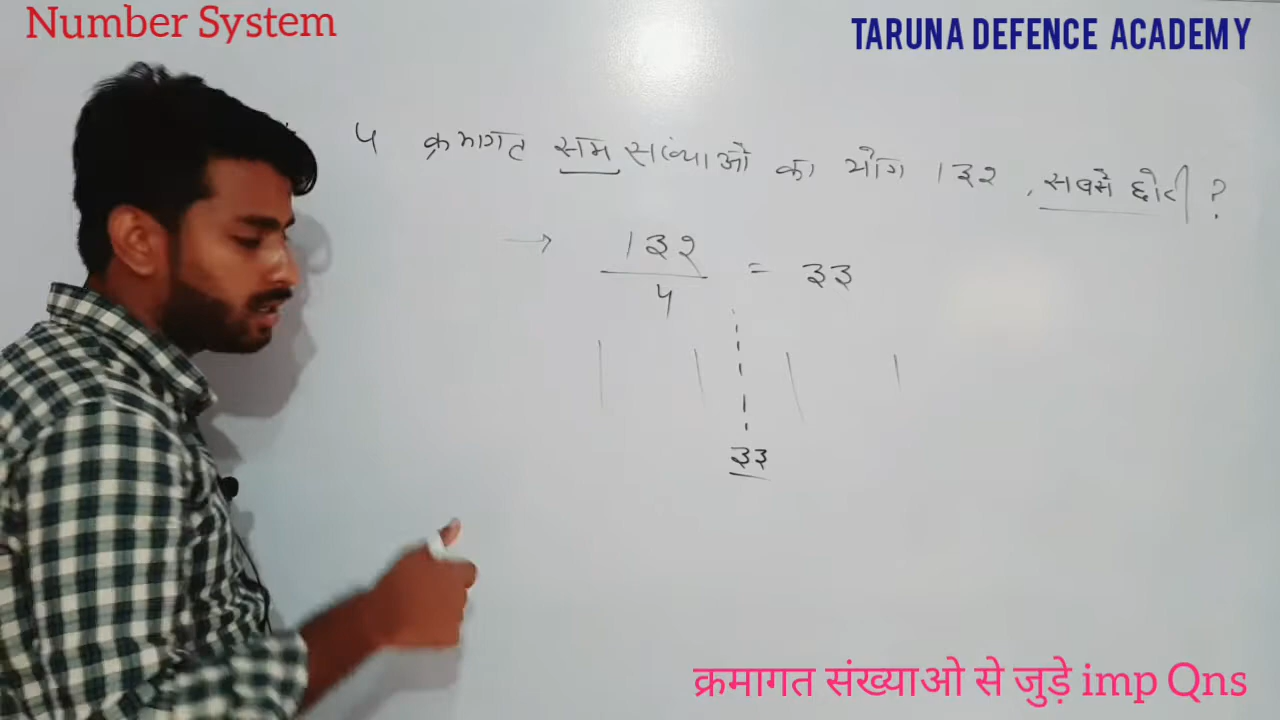 Number System
TARUNA DEFENCE ACADEMY
4 क्रमागत सम संख्याओ का योग 132 , सबसे छोटी ?
→ 132/4 = 33
33
क्रमागत संख्याओ से जुड़े imp Qns